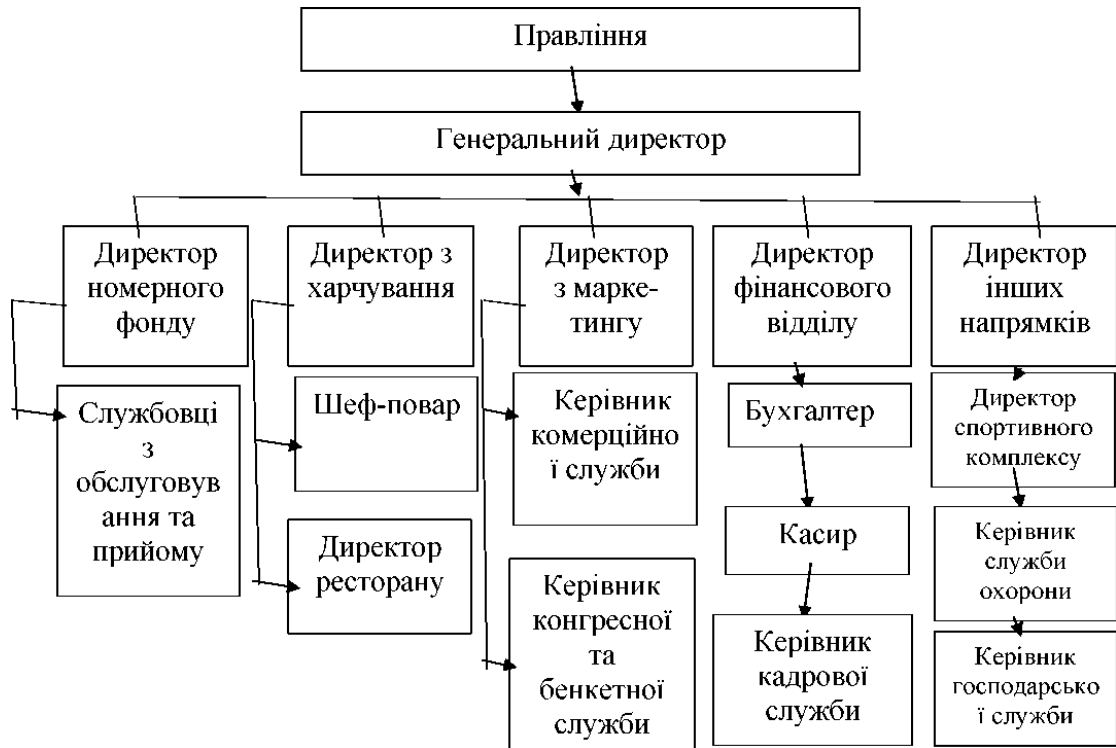 Правління
Генеральний директор
Директор
номерного
фонду
Директор з
харчування
Директор
з марке-
тингу
Директор
фінансового
відділу
Директор
інших
напрямків
Службовці
з
обслуговув
ання та
прийому
Шеф-повар
Директор
ресторану
Керівник
комерційно
ї служби
Керівник
конгресної
та
бенкетної
служби
Бухгалтер
Касир
Керівник
кадрової
служби
Директор
спортивного
комплексу
Керівник
служби
охорони
Керівник
господарсько
ї служби